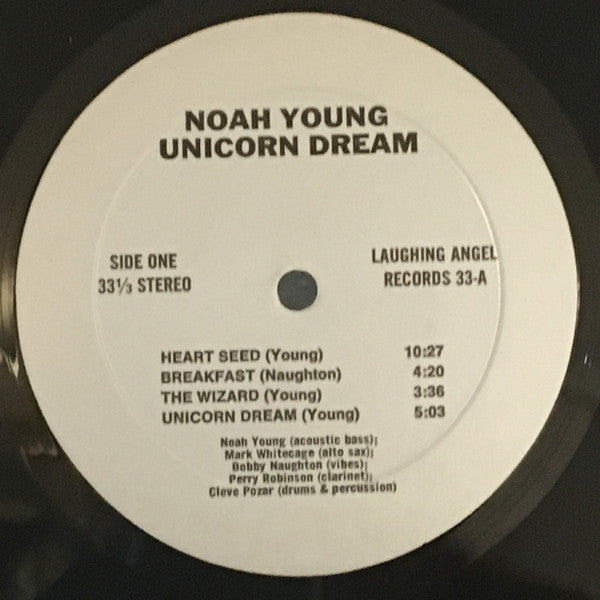 NOAH YOUNG
UNICORN DREAM
SIDE ONE
33⅓ STEREO
LAUGHING ANGEL
RECORDS 33-A
HEART SEED (Young) 10:27
BREAKFAST (Naughton) 4:20
THE WIZARD (Young) 3:36
UNICORN DREAM (Young) 5:03
Noah Young (acoustic bass);
Mark Whitecage (alto sax);
Bobby Naughton (vibes);
Perry Robinson (clarinet);
Cleve Pozar (drums & percussion)